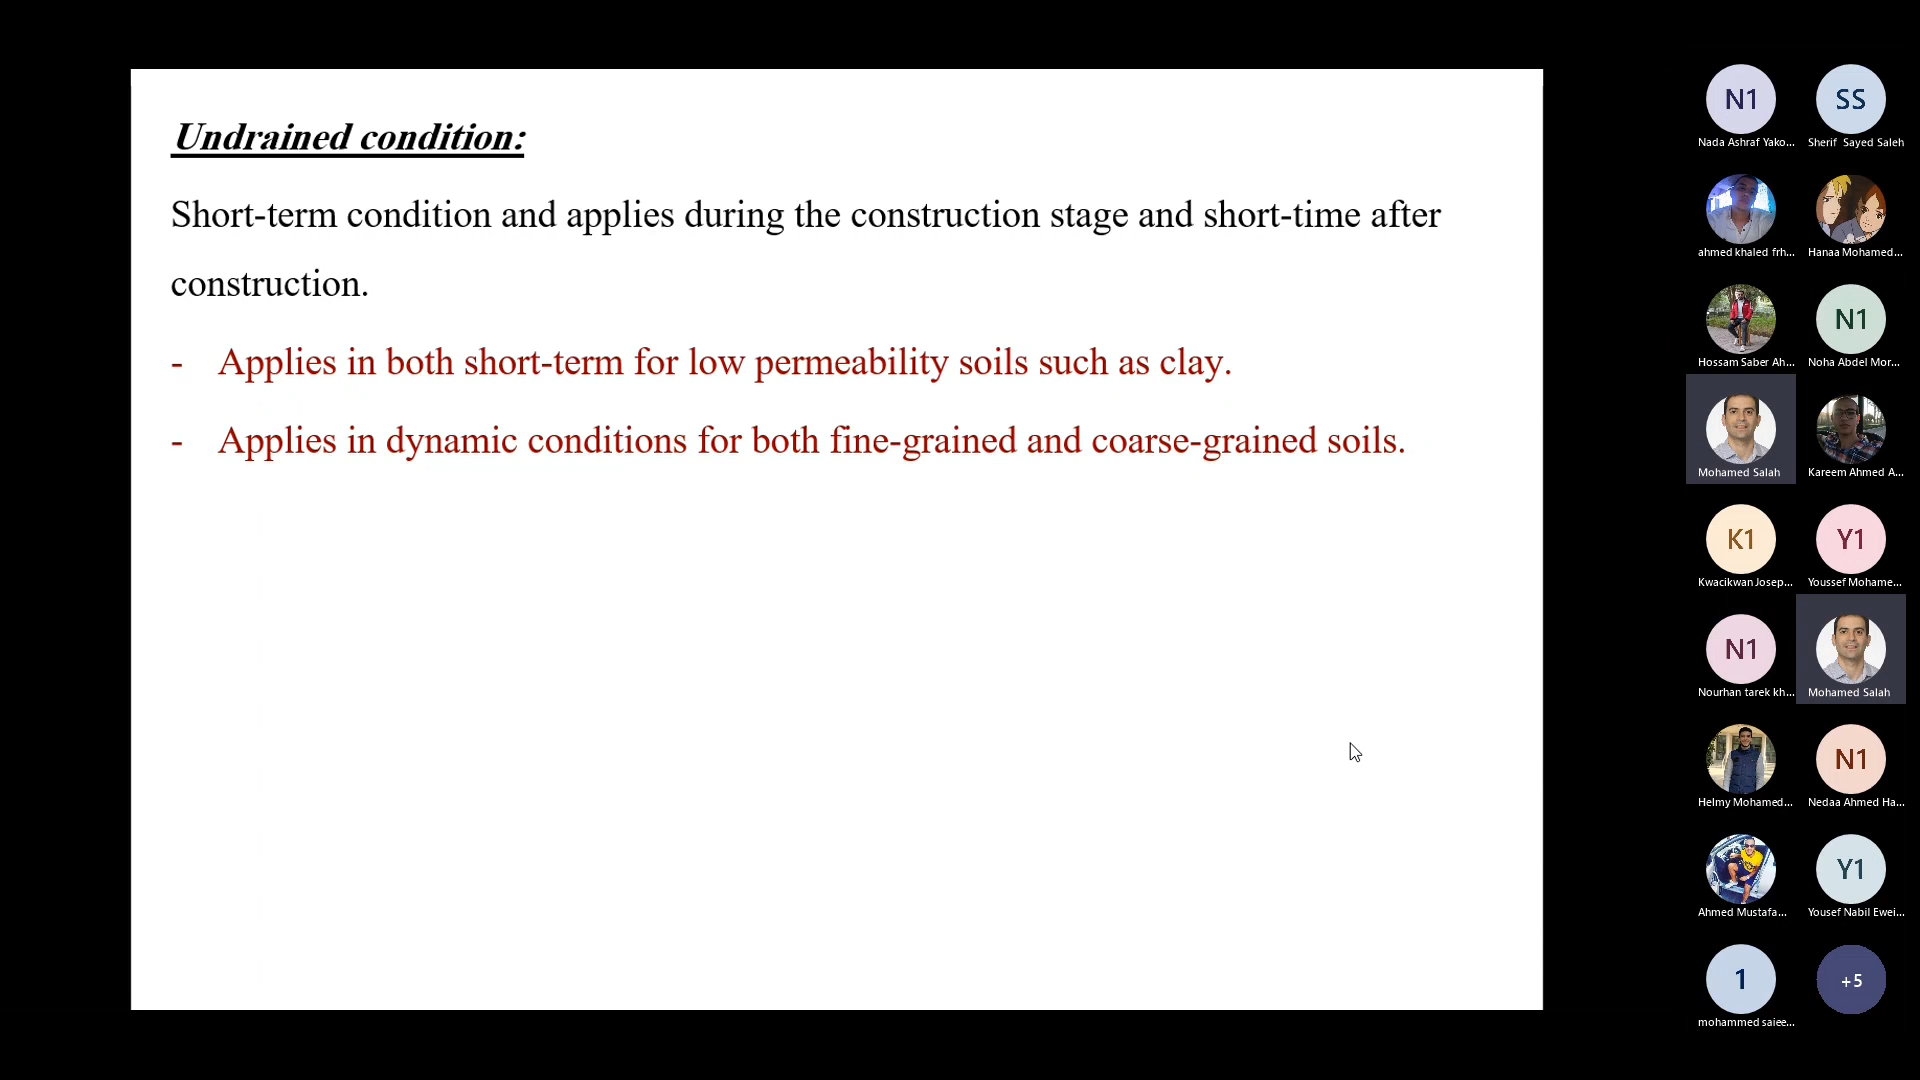 Undrained condition:
Short-term condition and applies during the construction stage and short-time after
construction.
- Applies in both short-term for low permeability soils such as clay.
- Applies in dynamic conditions for both fine-grained and coarse-grained soils.
N1
Nada Ashraf Yako...
SS
Sherif Sayed Saleh
ahmed khaled frh...
Hanaa Mohamed...
Hossam Saber Ah...
N1
Noha Abdel Mor...
Mohamed Salah
Kareem Ahmed A...
K1
Kwacikwan Josep...
Y1
Youssef Mohame...
N1
Nourhan tarek kh...
Mohamed Salah
Helmy Mohamed...
N1
Nedaa Ahmed Ha...
Ahmed Mustafa...
Y1
Yousef Nabil Ewei...
1
mohammed saiee...
+5